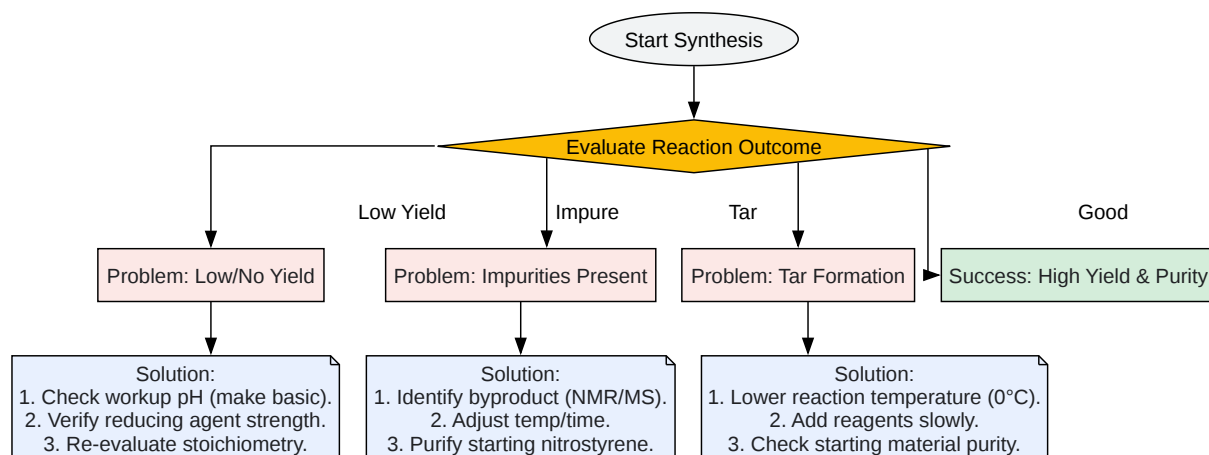 Start Synthesis
Evaluate Reaction Outcome
Low Yield
Impure
Tar
Good
Problem: Low/No Yield
Problem: Impurities Present
Problem: Tar Formation
Success: High Yield & Purity
Solution:
1. Check workup pH (make basic).
2. Verify reducing agent strength.
3. Re-evaluate stoichiometry.
Solution:
1. Identify byproduct (NMR/MS).
2. Adjust temp/time.
3. Purify starting nitrostyrene.
Solution:
1. Lower reaction temperature (0°C).
2. Add reagents slowly.
3. Check starting material purity.